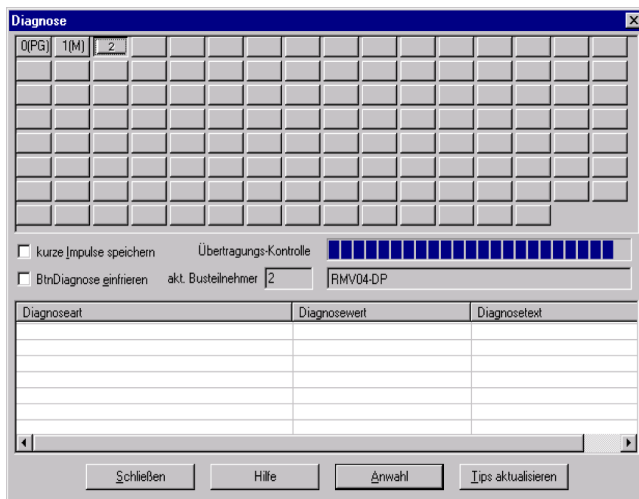 Diagnose
0(PG) 1(M) 2
kurze Impulse speichern Übertragungs-Kontrolle
BtnDiagnose einfrieren akt. Busteilnehmer 2 RMV04-DP
Diagnoseart Diagnosewert Diagnosetext
Schließen Hilfe Anwahl Tips aktualisieren